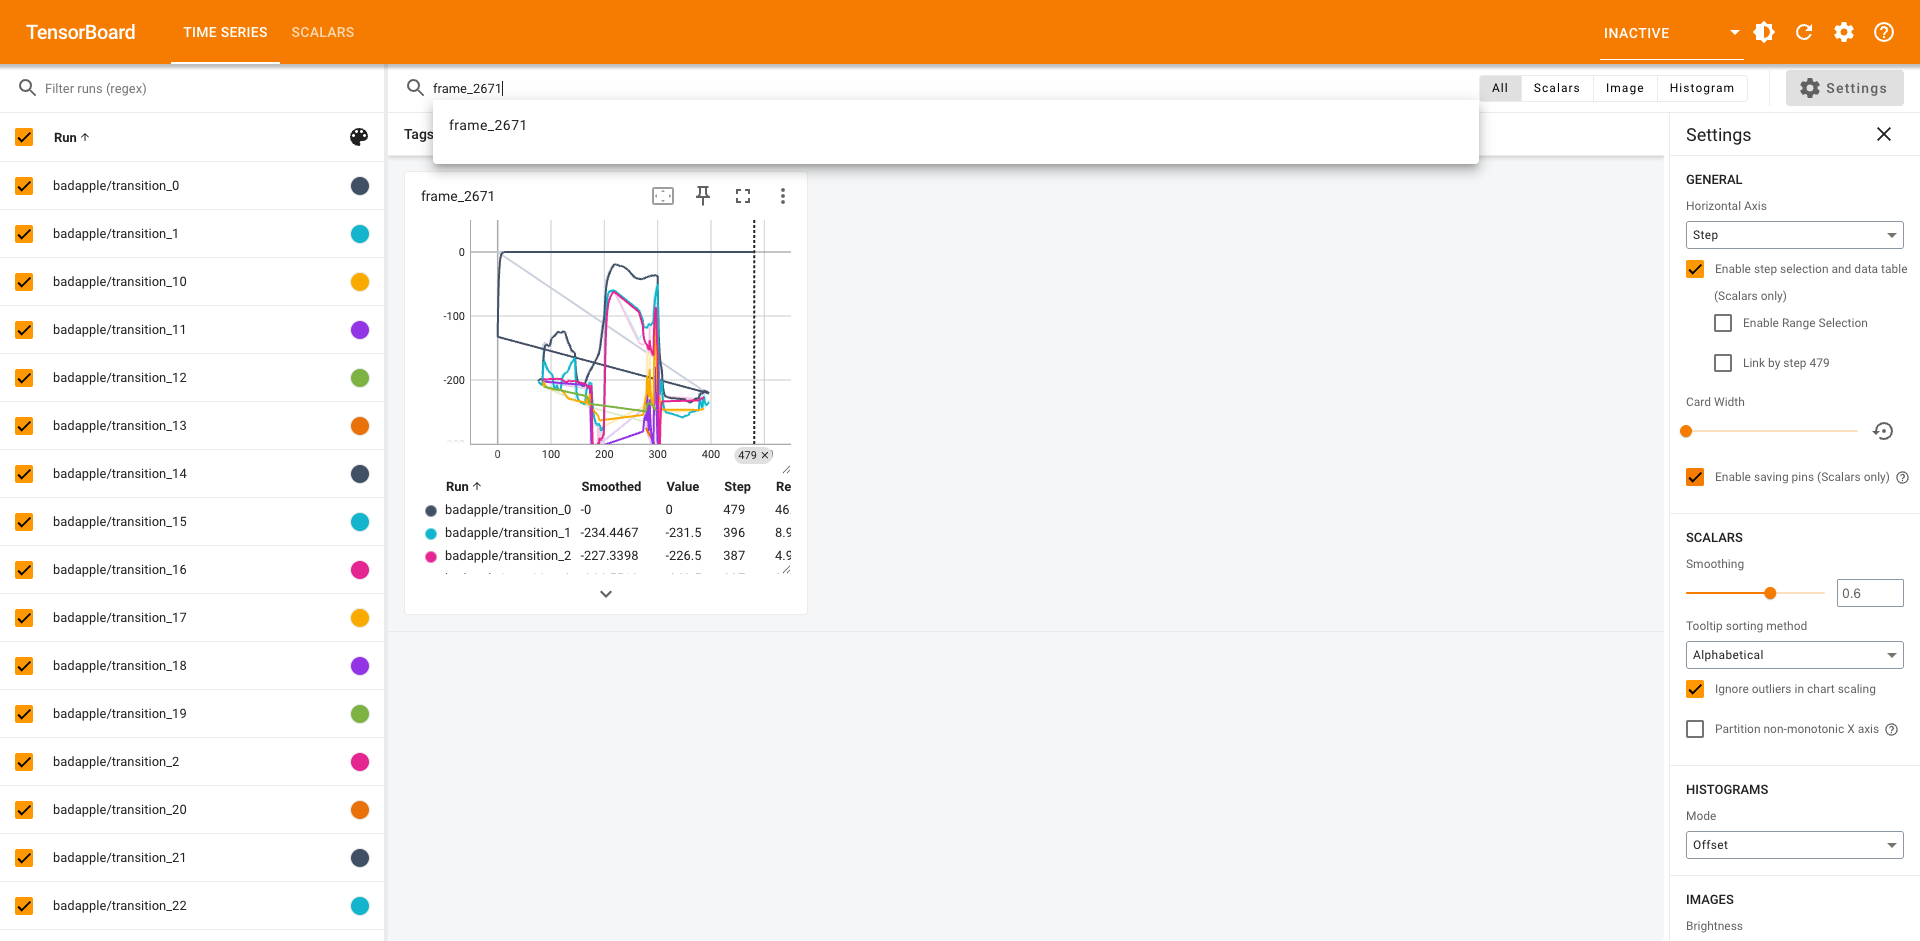 TensorBoard
TIME SERIES
SCALARS
INACTIVE
Filter runs (regex)
Run
badapple/transition_0
badapple/transition_1
badapple/transition_10
badapple/transition_11
badapple/transition_12
badapple/transition_13
badapple/transition_14
badapple/transition_15
badapple/transition_16
badapple/transition_17
badapple/transition_18
badapple/transition_19
badapple/transition_2
badapple/transition_20
badapple/transition_21
badapple/transition_22
frame_2671
frame_2671
All Scalars Image Histogram
Settings
Tags
frame_2671
0
-100
-200
0 100 200 300 400
479
Run Smoothed Value Step Re
badapple/transition_0 -0 0 479 46.
badapple/transition_1 -234.4467 -231.5 396 8.9
badapple/transition_2 -227.3398 -226.5 387 4.9
Settings
GENERAL
Horizontal Axis
Step
Enable step selection and data table
(Scalars only)
Enable Range Selection
Link by step 479
Card Width
Enable saving pins (Scalars only)
SCALARS
Smoothing
0.6
Tooltip sorting method
Alphabetical
Ignore outliers in chart scaling
Partition non-monotonic X axis
HISTOGRAMS
Mode
Offset
IMAGES
Brightness